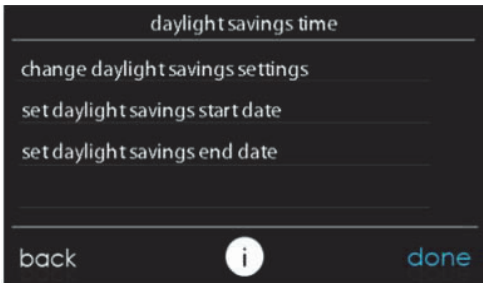 daylight savings time
change daylight savings settings
set daylight savings start date
set daylight savings end date
back i done